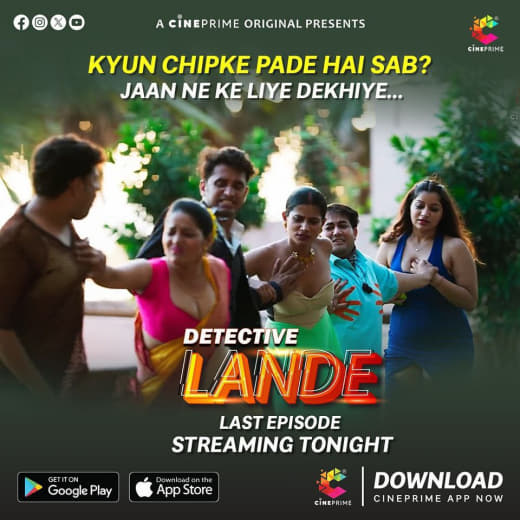 A CINEPRIME ORIGINAL PRESENTS
CINEPRIME
KYUN CHIPKE PADE HAI SAB?
JAAN NE KE LIYE DEKHIYE...
DETECTIVE
LANDE
LAST EPISODE
STREAMING TONIGHT
GET IT ON
Google Play
Download on the
App Store
CINEPRIME
DOWNLOAD
CINEPRIME APP NOW